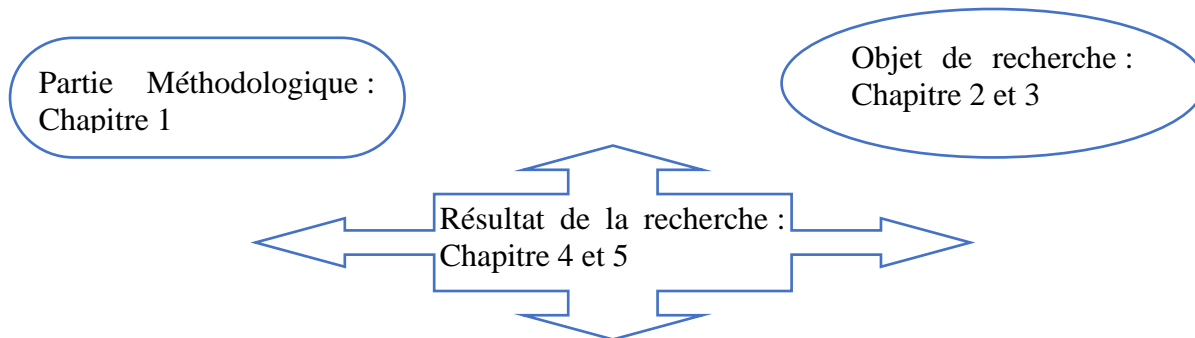 Partie Méthodologique :
Chapitre 1
Objet de recherche :
Chapitre 2 et 3
Résultat de la recherche :
Chapitre 4 et 5